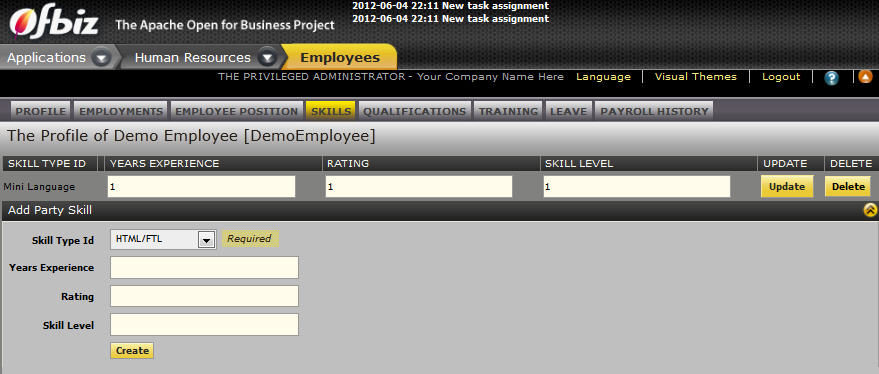 2012-06-04 22:11 New task assignment
2012-06-04 22:11 New task assignment
Ofbiz The Apache Open for Business Project
Applications Human Resources Employees
THE PRIVILEGED ADMINISTRATOR - Your Company Name Here Language Visual Themes Logout ?
PROFILE EMPLOYMENTS EMPLOYEE POSITION SKILLS QUALIFICATIONS TRAINING LEAVE PAYROLL HISTORY
The Profile of Demo Employee [DemoEmployee]
SKILL TYPE ID YEARS EXPERIENCE RATING SKILL LEVEL UPDATE DELETE
Mini Language 1 1 1 Update Delete
Add Party Skill
Skill Type Id HTML/FTL Required
Years Experience
Rating
Skill Level
Create